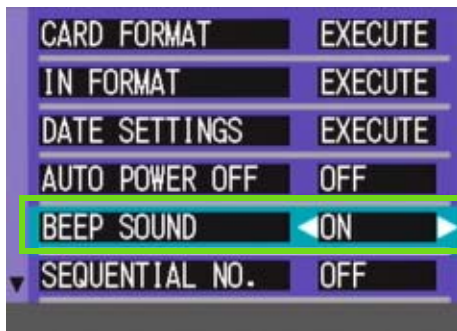 CARD FORMAT EXECUTE
IN FORMAT EXECUTE
DATE SETTINGS EXECUTE
AUTO POWER OFF OFF
BEEP SOUND ON
SEQUENTIAL NO. OFF